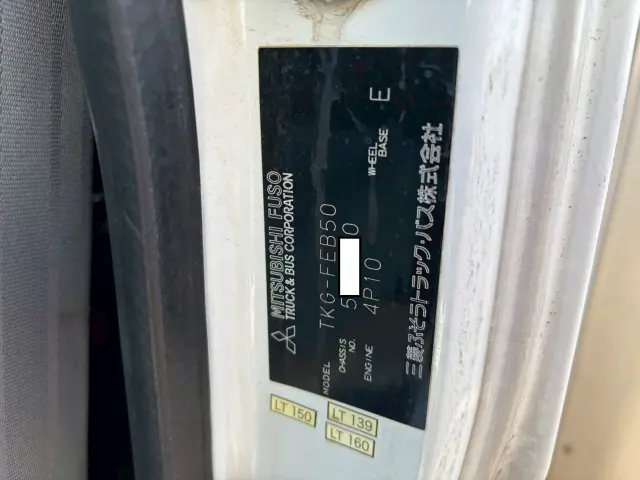 MITSUBISHI FUSO
TRUCK & BUS CORPORATION
MODEL TKG-FEB50
CHASSIS NO. 5 0
ENGINE 4P10 WHEEL BASE E
三菱ふそうトラック・バス株式会社
LT 150
LT 139
LT 160